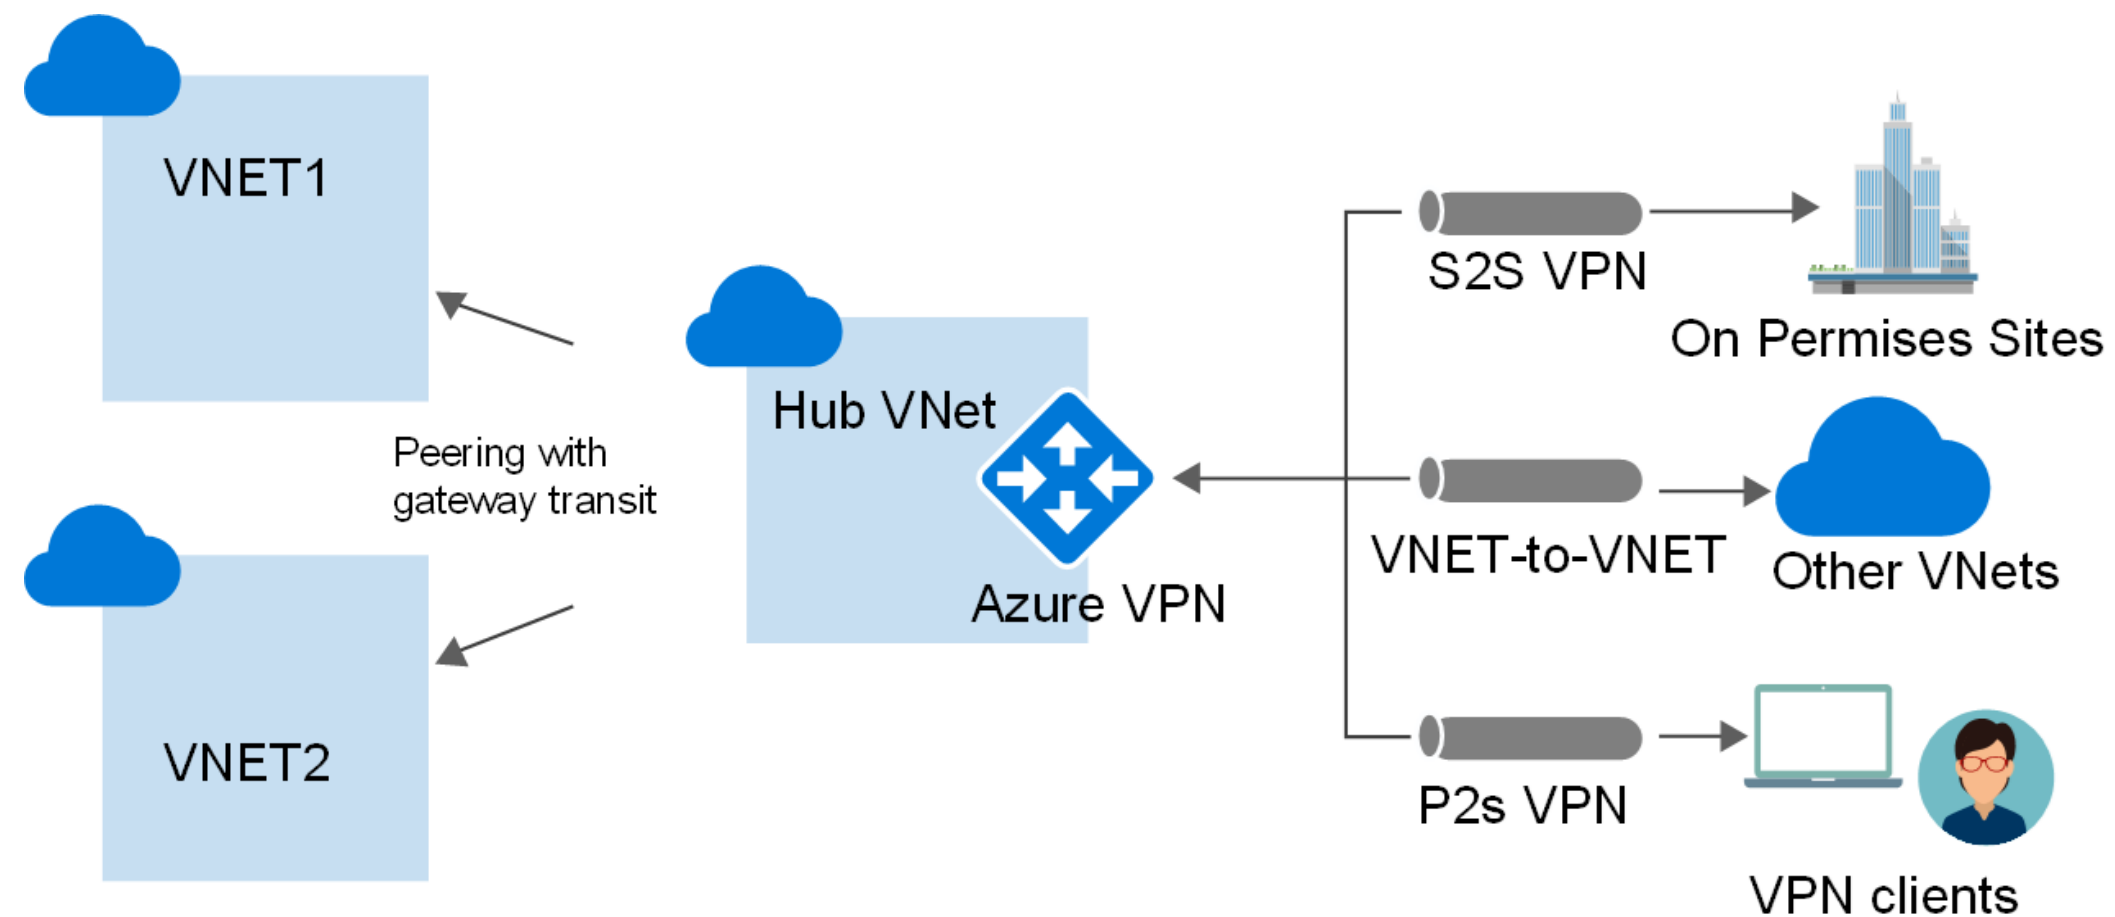 VNET1
Peering with
gateway transit
VNET2
Hub VNet
Azure VPN
S2S VPN
On Permises Sites
VNET-to-VNET
Other VNets
P2s VPN
VPN clients